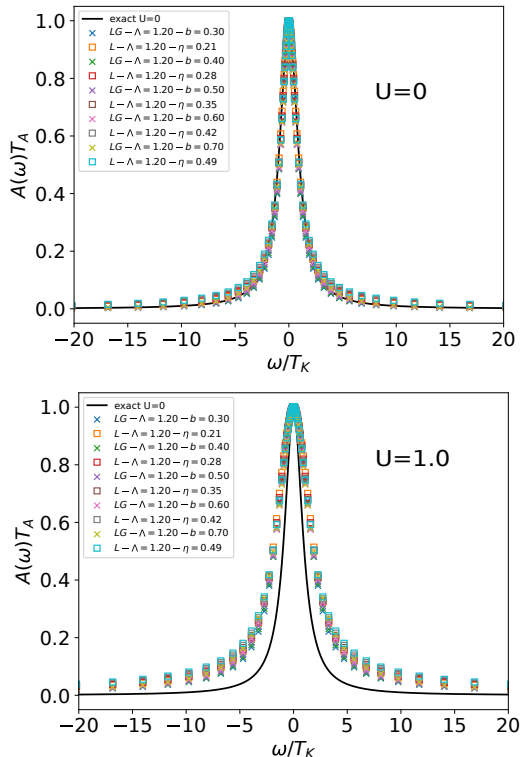 1.0
0.8
0.6
0.4
0.2
0.0
A(ω)T_A
exact U=0
LG−Λ=1.20−b=0.30
L−Λ=1.20−η=0.21
LG−Λ=1.20−b=0.40
L−Λ=1.20−η=0.28
LG−Λ=1.20−b=0.50
L−Λ=1.20−η=0.35
LG−Λ=1.20−b=0.60
L−Λ=1.20−η=0.42
LG−Λ=1.20−b=0.70
L−Λ=1.20−η=0.49
U=0
−20 −15 −10 −5 0 5 10 15 20
ω/T_K
1.0
0.8
0.6
0.4
0.2
0.0
A(ω)T_A
exact U=0
LG−Λ=1.20−b=0.30
L−Λ=1.20−η=0.21
LG−Λ=1.20−b=0.40
L−Λ=1.20−η=0.28
LG−Λ=1.20−b=0.50
L−Λ=1.20−η=0.35
LG−Λ=1.20−b=0.60
L−Λ=1.20−η=0.42
LG−Λ=1.20−b=0.70
L−Λ=1.20−η=0.49
U=1.0
−20 −15 −10 −5 0 5 10 15 20
ω/T_K